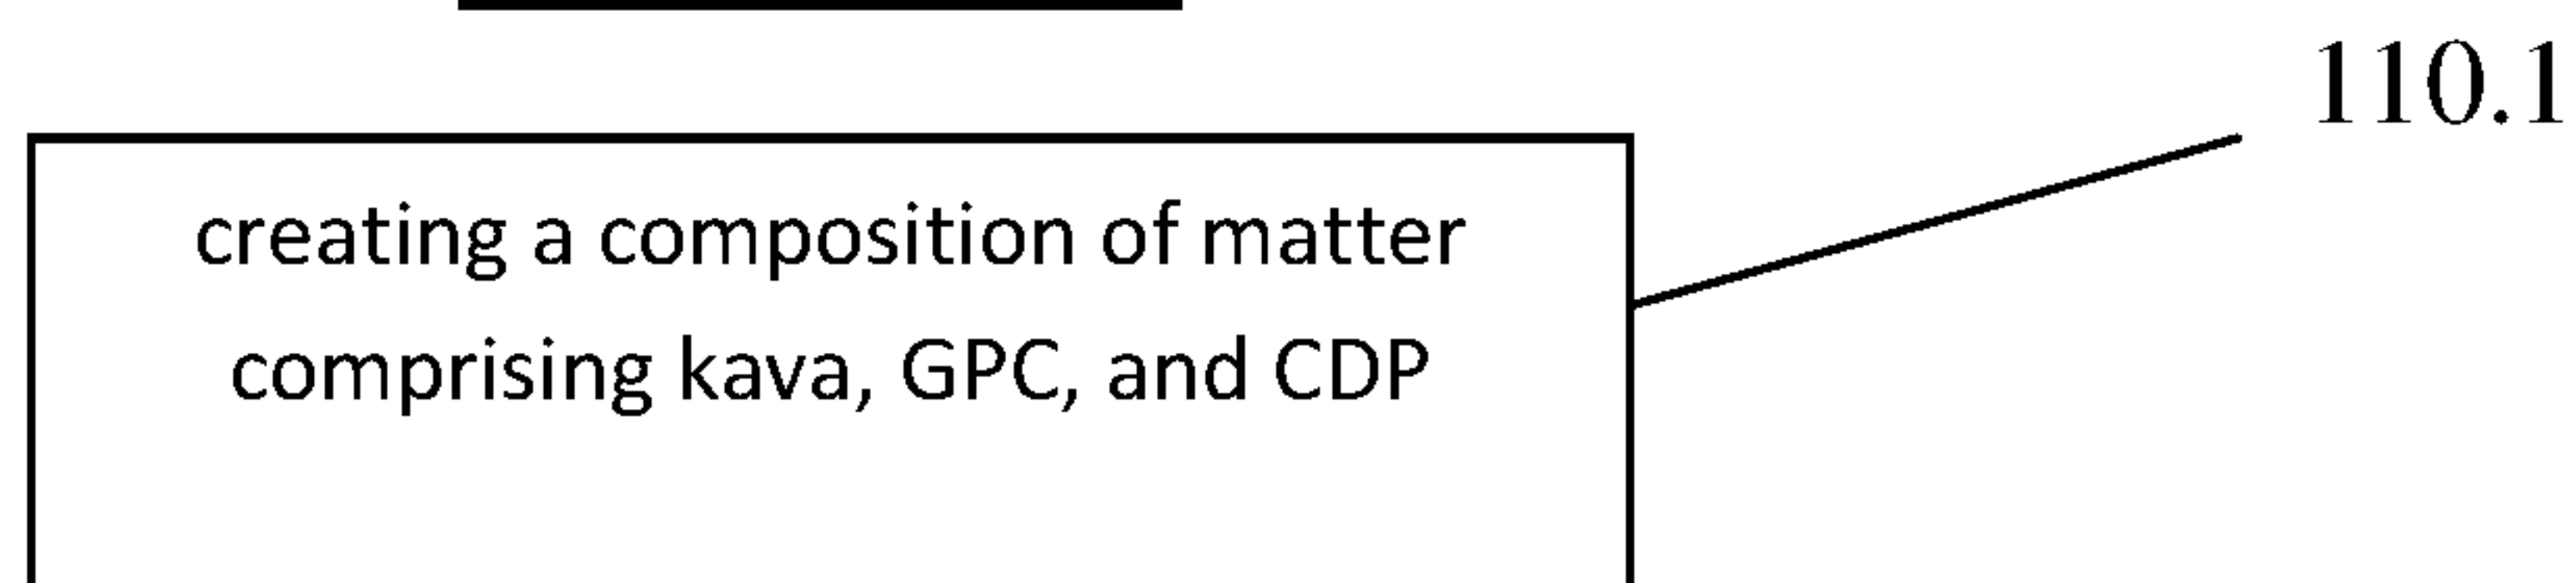 110.1
creating a composition of matter
comprising kava, GPC, and CDP